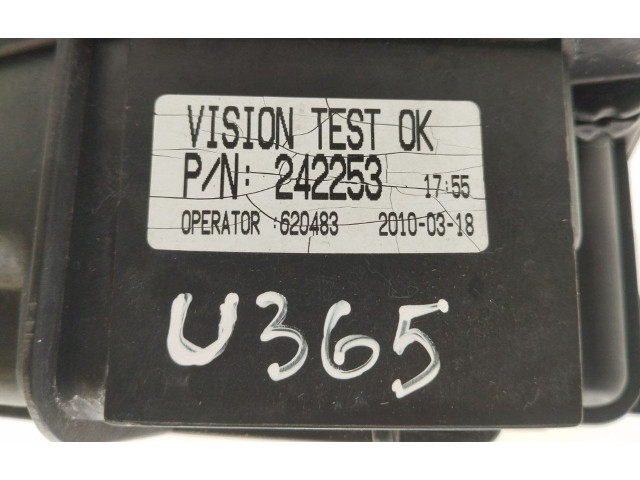 VISION TEST OK
P/N: 242253 17:55
OPERATOR :620483 2010-03-18
U365